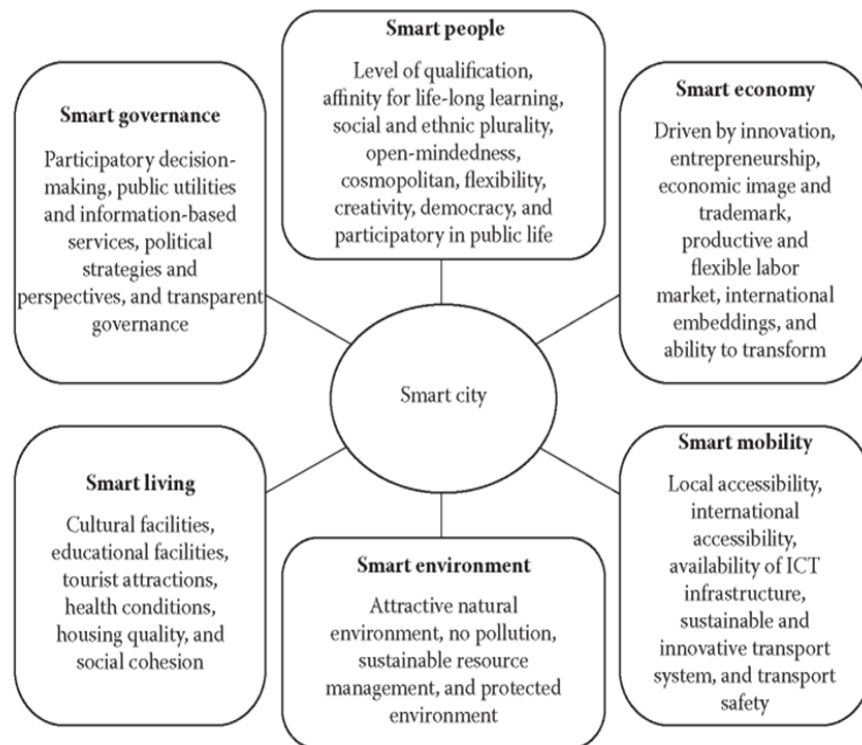 Smart people
Level of qualification,
affinity for life-long learning,
social and ethnic plurality,
open-mindedness,
cosmopolitan, flexibility,
creativity, democracy, and
participatory in public life
Smart governance
Participatory decision-
making, public utilities
and information-based
services, political
strategies and
perspectives, and transparent
governance
Smart economy
Driven by innovation,
entrepreneurship,
economic image and
trademark,
productive and
flexible labor
market, international
embeddings, and
ability to transform
Smart city
Smart living
Cultural facilities,
educational facilities,
tourist attractions,
health conditions,
housing quality, and
social cohesion
Smart environment
Attractive natural
environment, no pollution,
sustainable resource
management, and protected
environment
Smart mobility
Local accessibility,
international
accessibility,
availability of ICT
infrastructure,
sustainable and
innovative transport
system, and transport
safety